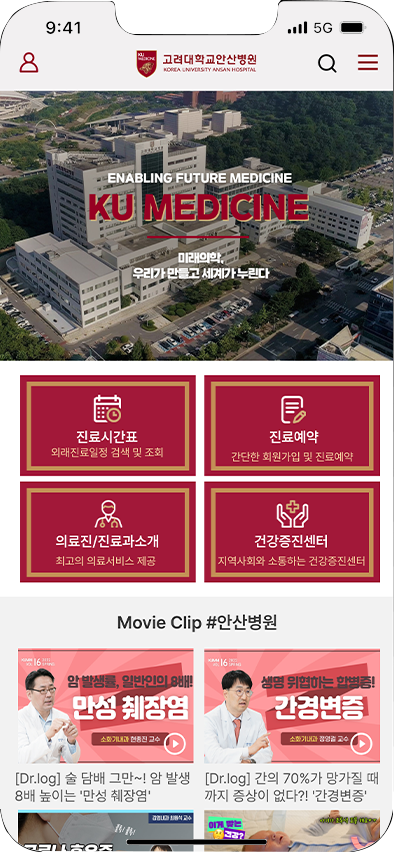 9:41
5G
KU
MEDICINE
고려대학교안산병원
KOREA UNIVERSITY ANSAN HOSPITAL
ENABLING FUTURE MEDICINE
KU MEDICINE
미래의학,
우리가 만들고 세계가 누린다
진료시간표
외래진료일정 검색 및 조회
진료예약
간단한 회원가입 및 진료예약
의료진/진료과소개
최고의 의료서비스 제공
건강증진센터
지역사회와 소통하는 건강증진센터
Movie Clip #안산병원
16
암 발생률, 일반인의 8배!
만성 췌장염
소화기내과 현종진 교수
[Dr.log] 술 담배 그만~! 암 발생
8배 높이는 '만성 췌장염'
16
생명 위협하는 합병증!
간경변증
소화기내과 정영걸 교수
[Dr.log] 간의 70%가 망가질 때
까지 증상이 없다?! '간경변증'